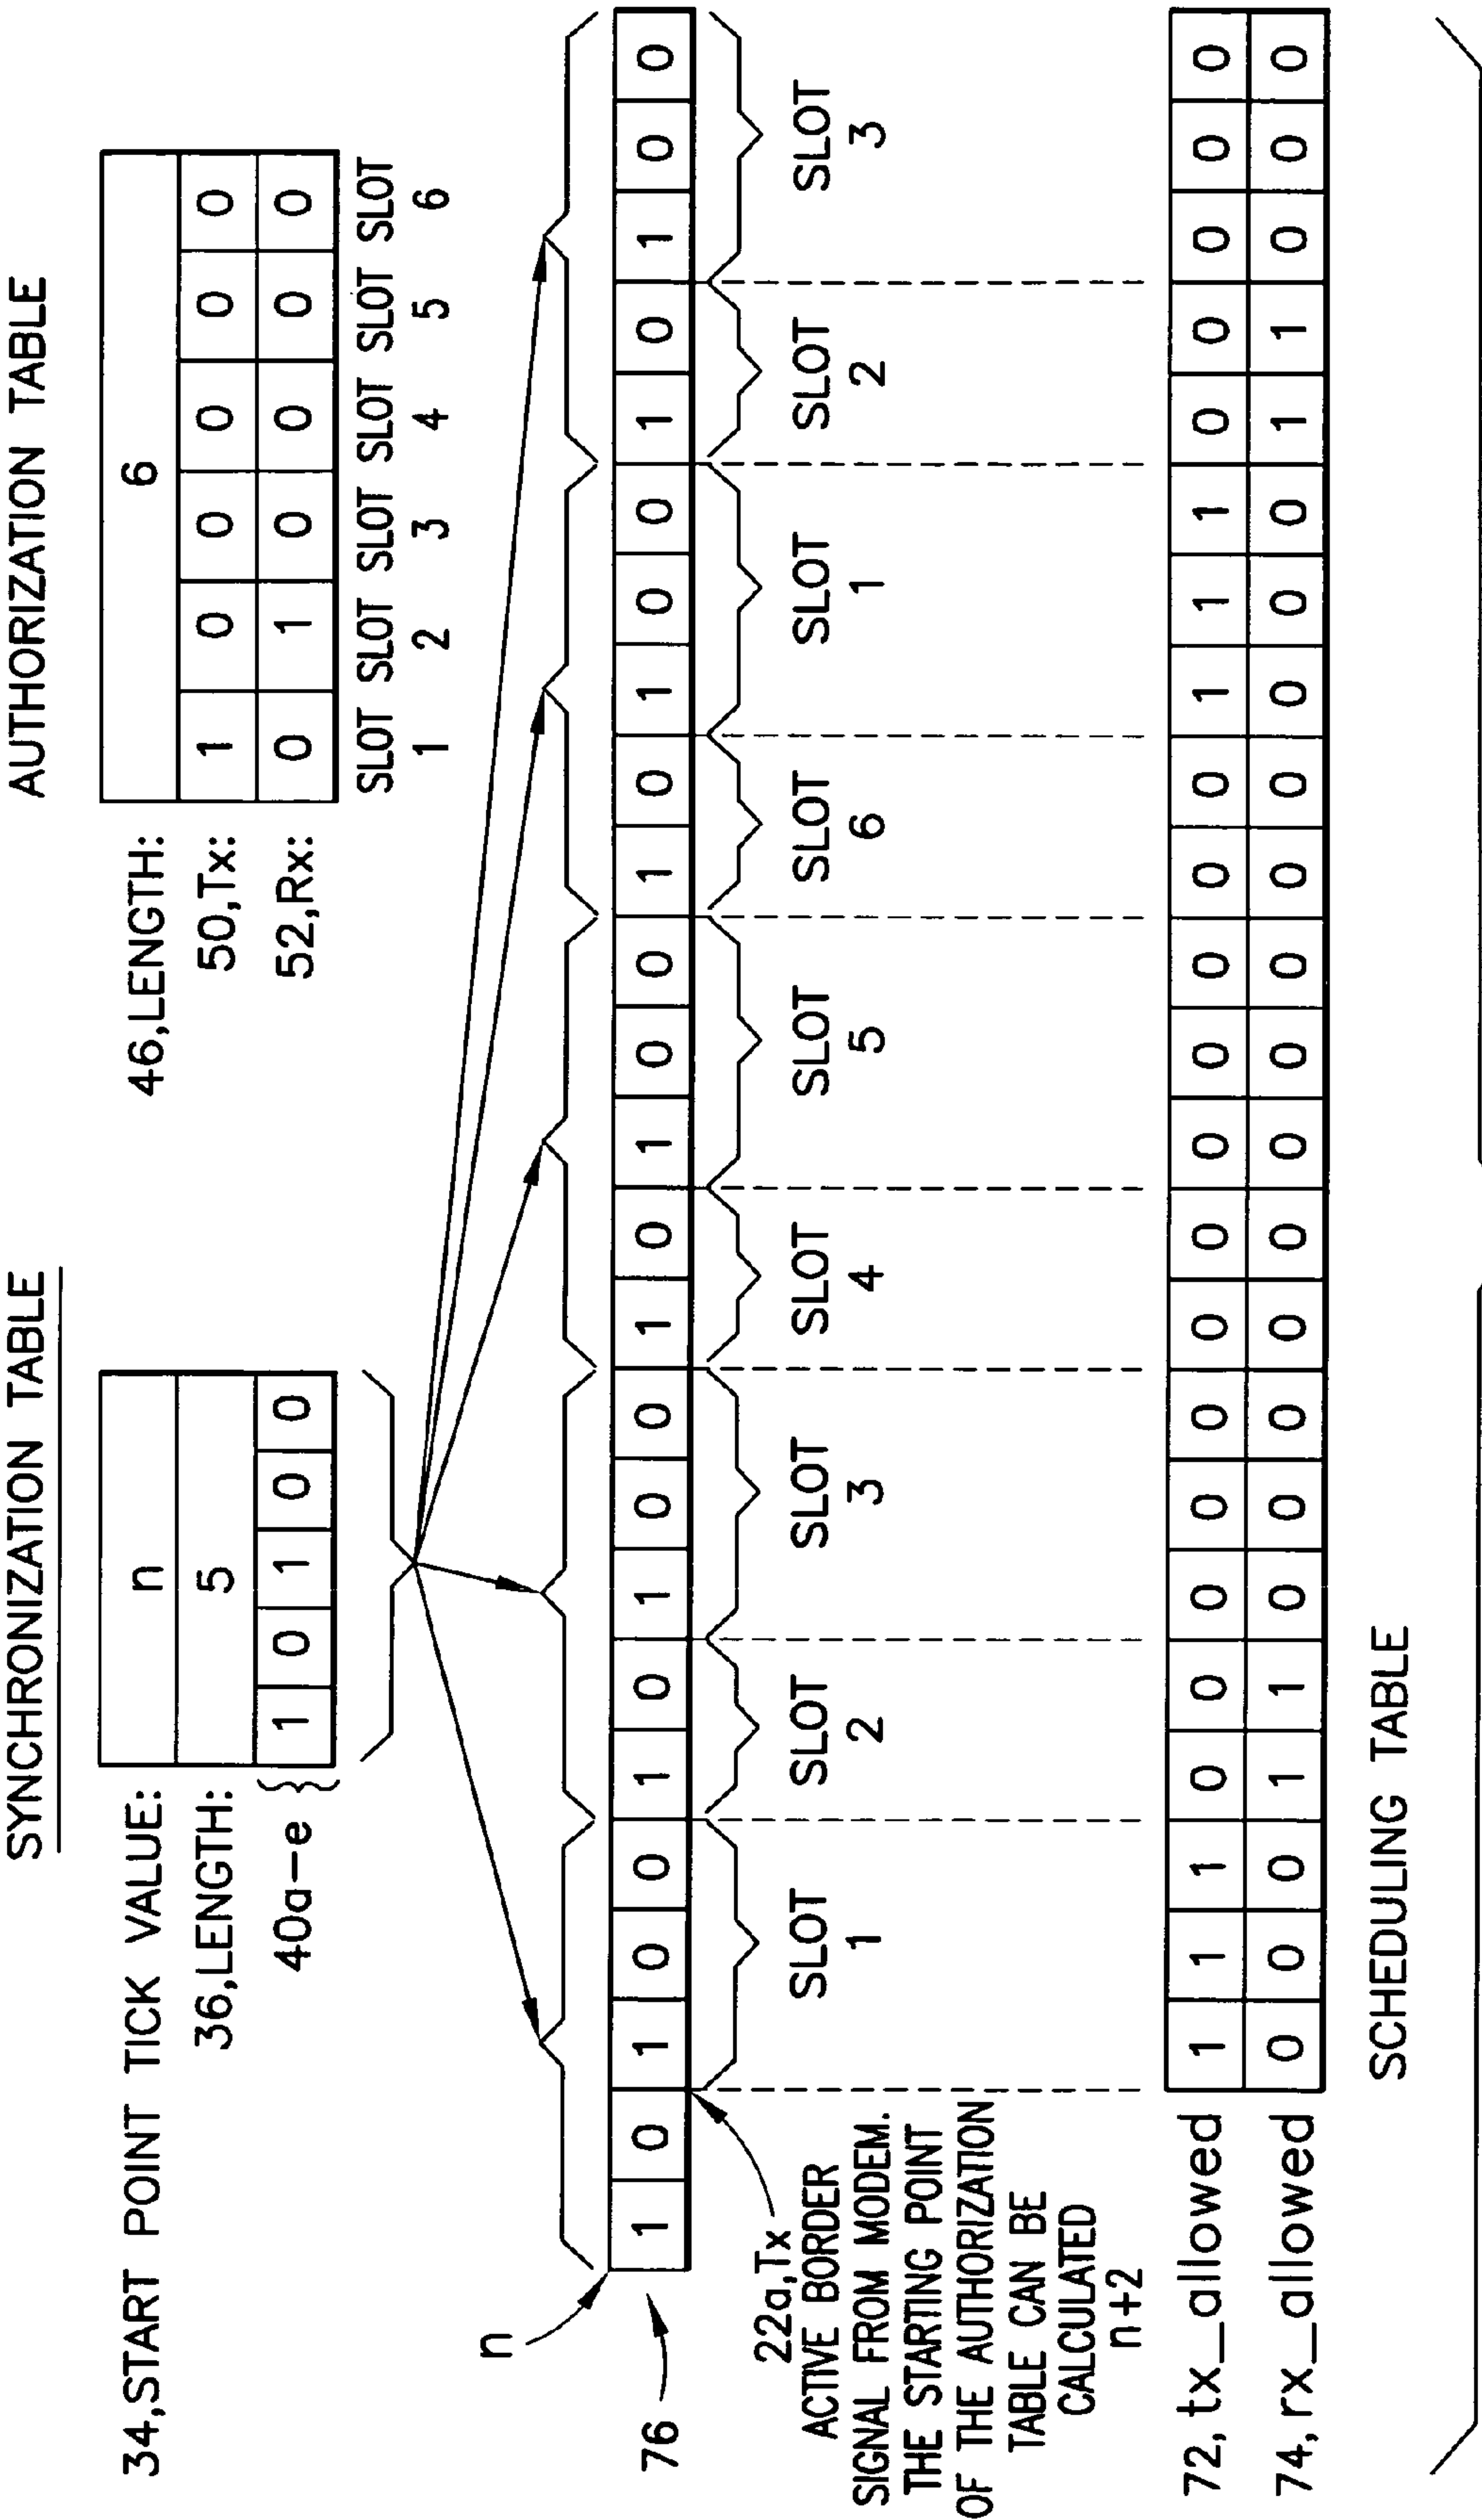 SYNCHRONIZATION TABLE
34,START POINT TICK VALUE: n
36,LENGTH: 5
40a-e 1 0 1 0 0
AUTHORIZATION TABLE
46,LENGTH: 6
50,Tx: 1 0 0 0 0 0
52,Rx: 0 1 0 0 0 0
SLOT 1 SLOT 2 SLOT 3 SLOT 4 SLOT 5 SLOT 6
n
76
1 0 1 0 0 1 0 1 0 0 1 0 1 0 0 1 0 1 0 0 1 0 1 0 0
SLOT 1 SLOT 2 SLOT 3 SLOT 4 SLOT 5 SLOT 6 SLOT 1 SLOT 2 SLOT 3
22a,Tx
ACTIVE BORDER
SIGNAL FROM MODEM.
THE STARTING POINT
OF THE AUTHORIZATION
TABLE CAN BE
CALCULATED
n+2
72, tx_allowed 1 1 1 0 0 0 0 0 0 0 0 0 0 0 0 1 1 1 0 0 0 0 0
74, rx_allowed 0 0 0 1 1 0 0 0 0 0 0 0 0 0 0 0 0 0 1 1 0 0 0
SCHEDULING TABLE